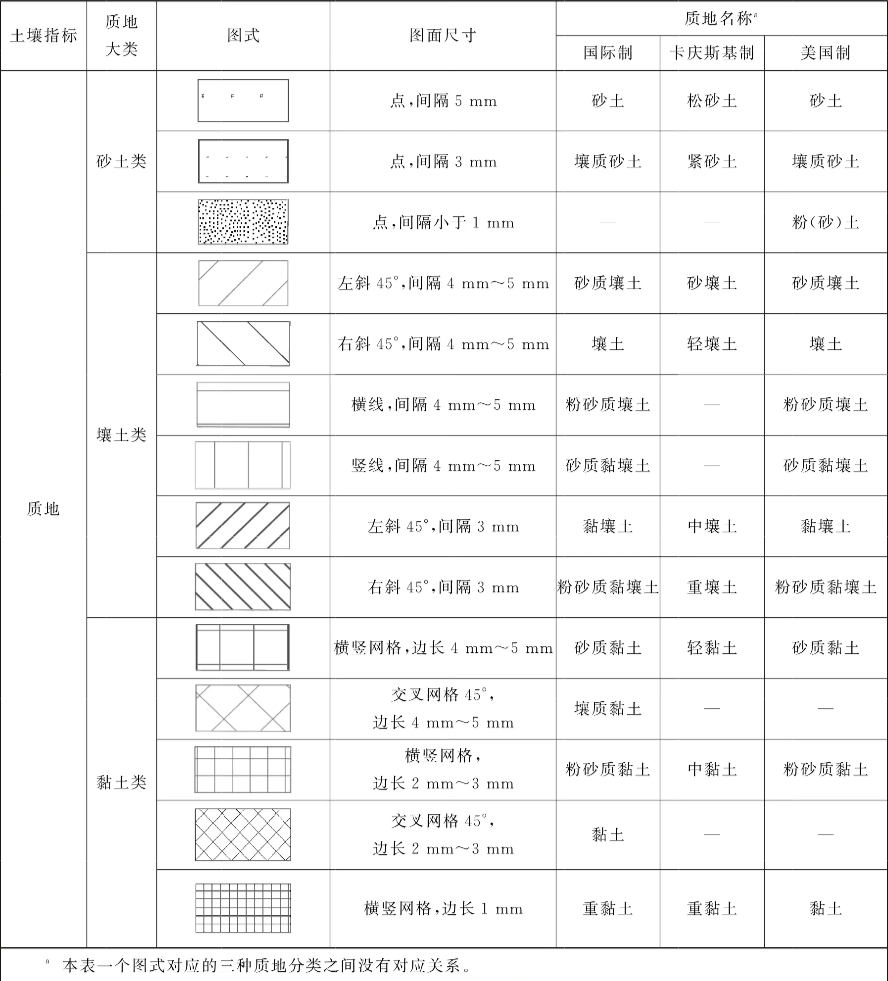 土壤指标 质地大类 图式 图面尺寸 质地名称ᵃ
国际制 卡庆斯基制 美国制
质地
砂土类
点,间隔5 mm 砂土 松砂土 砂土
点,间隔3 mm 壤质砂土 紧砂土 壤质砂土
点,间隔小于1 mm — — 粉(砂)土
壤土类
左斜45°,间隔4 mm～5 mm 砂质壤土 砂壤土 砂质壤土
右斜45°,间隔4 mm～5 mm 壤土 轻壤土 壤土
横线,间隔4 mm～5 mm 粉砂质壤土 — 粉砂质壤土
竖线,间隔4 mm～5 mm 砂质黏壤土 — 砂质黏壤土
左斜45°,间隔3 mm 黏壤土 中壤土 黏壤土
右斜45°,间隔3 mm 粉砂质黏壤土 重壤土 粉砂质黏壤土
黏土类
横竖网格,边长4 mm～5 mm 砂质黏土 轻黏土 砂质黏土
交叉网格45°,
边长4 mm～5 mm 壤质黏土 — —
横竖网格,
边长2 mm～3 mm 粉砂质黏土 中黏土 粉砂质黏土
交叉网格45°,
边长2 mm～3 mm 黏土 — —
横竖网格,边长1 mm 重黏土 重黏土 黏土
ᵃ 本表一个图式对应的三种质地分类之间没有对应关系。